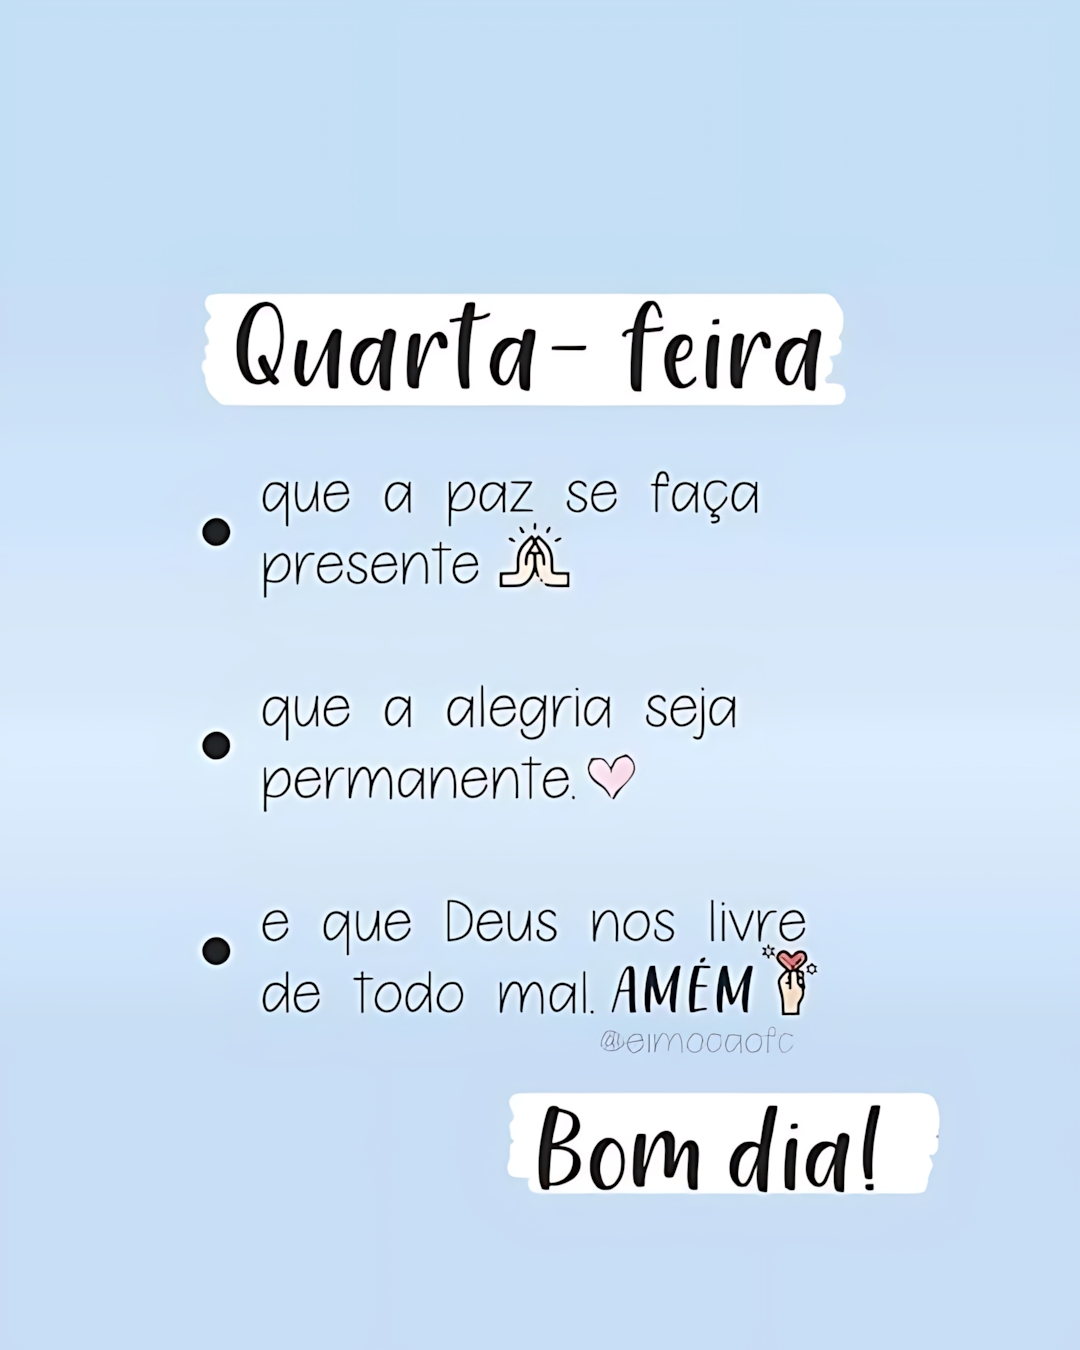 Quarta-feira
que a paz se faça
presente
que a alegria seja
permanente.
e que Deus nos livre
de todo mal. AMÉM
Bom dia!